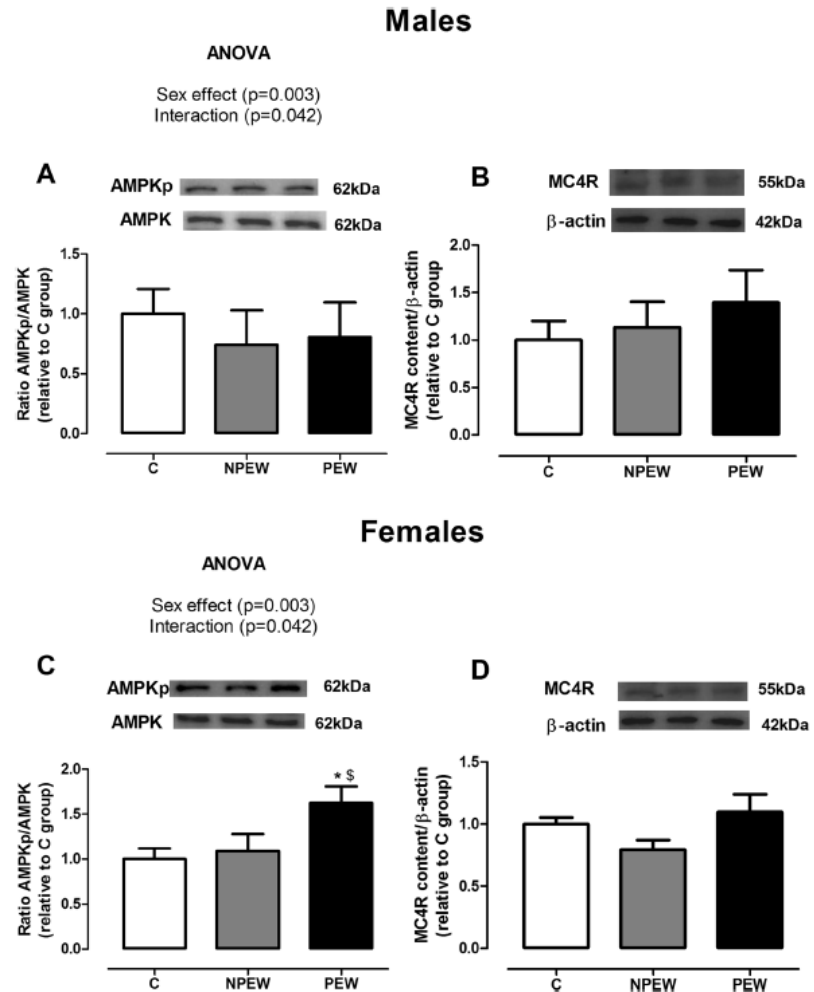 Males
ANOVA
Sex effect (p=0.003)
Interaction (p=0.042)
A
AMPKp
62kDa
AMPK
62kDa
Ratio AMPKp/AMPK
(relative to C group)
1.5
1.0
0.5
0.0
C NPEW PEW
B
MC4R
55kDa
β-actin
42kDa
MC4R content/β-actin
(relative to C group
2.0
1.5
1.0
0.5
0.0
C NPEW PEW
Females
ANOVA
Sex effect (p=0.003)
Interaction (p=0.042)
C
AMPKp
62kDa
AMPK
62kDa
Ratio AMPKp/AMPK
(relative to C group)
2.0
1.5
1.0
0.5
0.0
* $
C NPEW PEW
D
MC4R
55kDa
β-actin
42kDa
MC4R content/β-actin
(relative to C group)
1.5
1.0
0.5
0.0
C NPEW PEW